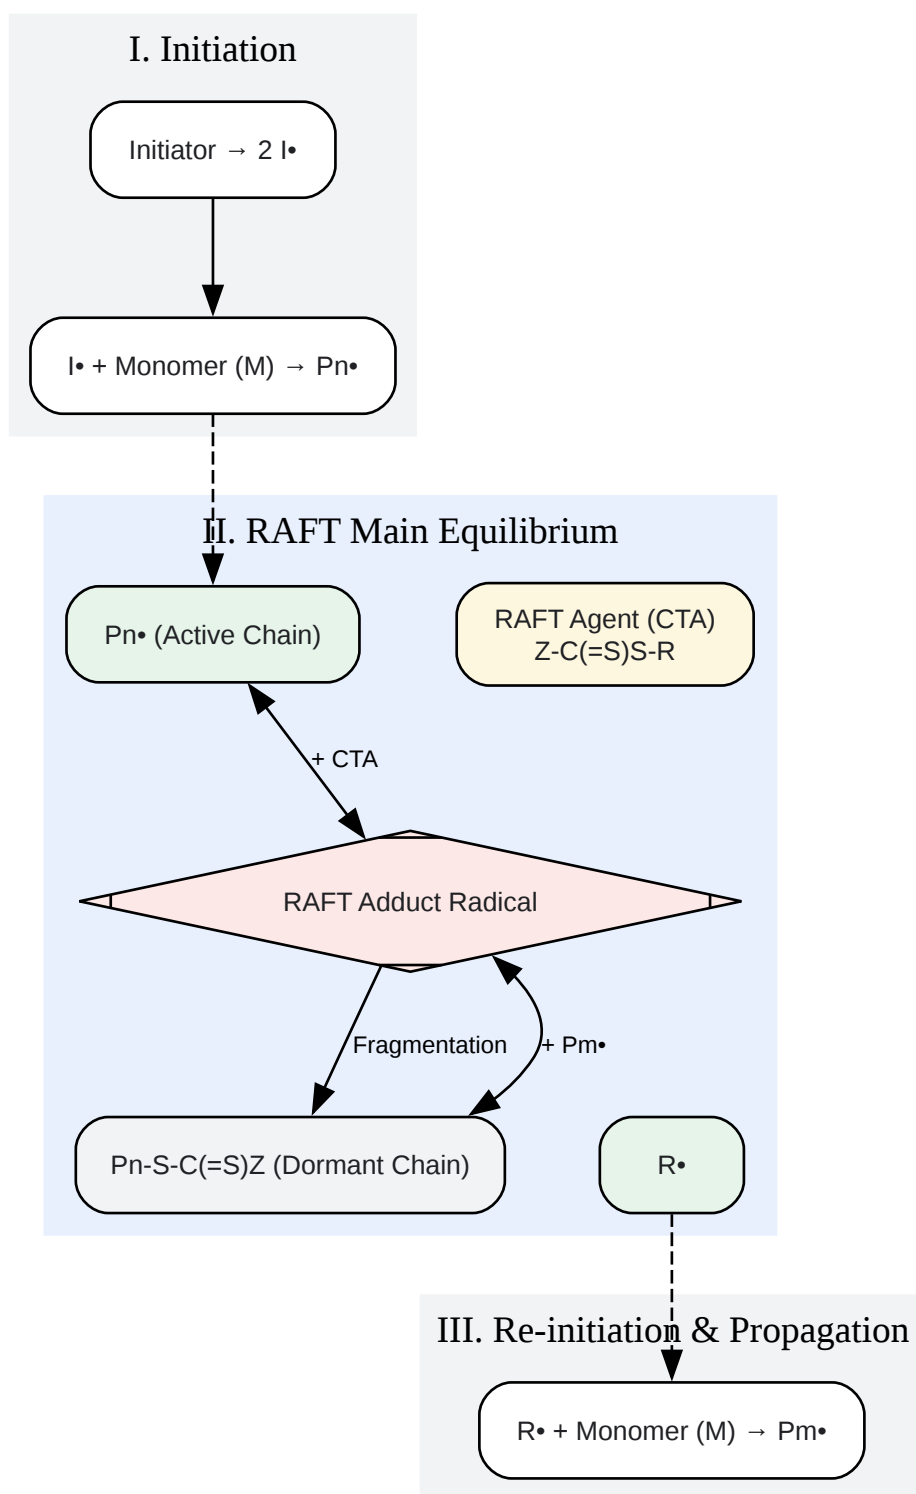 I. Initiation
Initiator → 2 I•
I• + Monomer (M) → Pn•
II. RAFT Main Equilibrium
Pn• (Active Chain)
RAFT Agent (CTA)
Z-C(=S)S-R
+ CTA
RAFT Adduct Radical
Fragmentation
+ Pm•
Pn-S-C(=S)Z (Dormant Chain)
R•
III. Re-initiation & Propagation
R• + Monomer (M) → Pm•